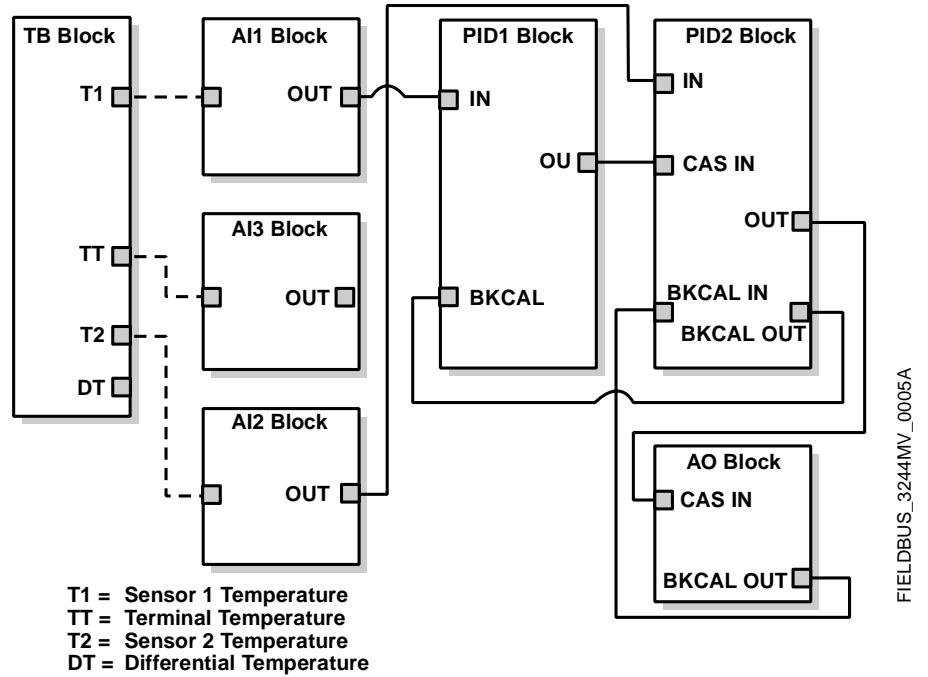 TB Block
T1
TT
T2
DT
AI1 Block
OUT
AI3 Block
OUT
AI2 Block
OUT
PID1 Block
IN
OU
BKCAL
PID2 Block
IN
CAS IN
OUT
BKCAL IN
BKCAL OUT
AO Block
CAS IN
BKCAL OUT
T1 = Sensor 1 Temperature
TT = Terminal Temperature
T2 = Sensor 2 Temperature
DT = Differential Temperature
FIELDBUS_3244MV_0005A